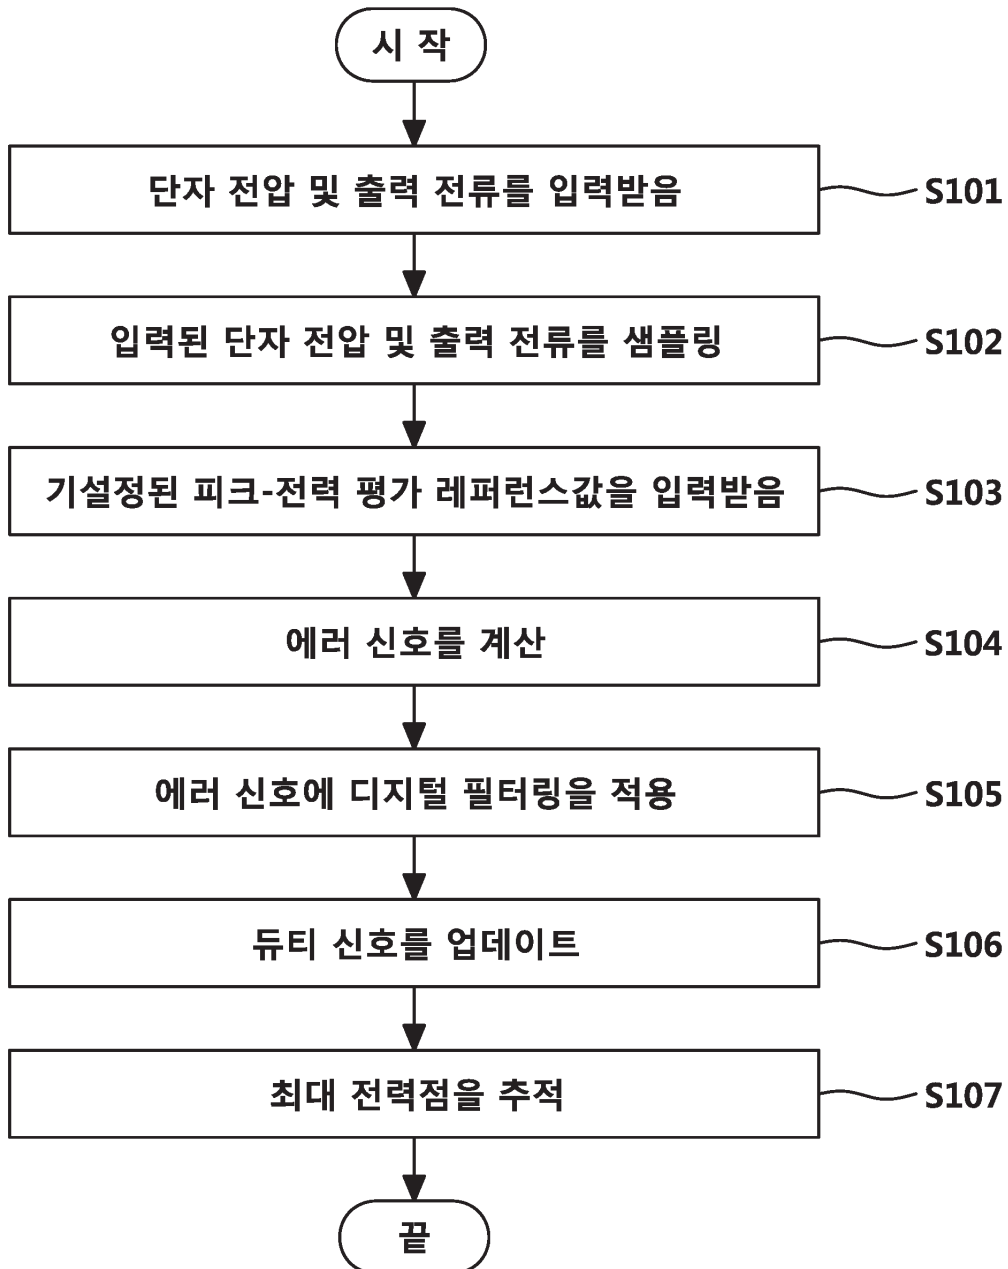 시 작
단자 전압 및 출력 전류를 입력받음
S101
입력된 단자 전압 및 출력 전류를 샘플링
S102
기설정된 피크-전력 평가 레퍼런스값을 입력받음
S103
에러 신호를 계산
S104
에러 신호에 디지털 필터링을 적용
S105
듀티 신호를 업데이트
S106
최대 전력점을 추적
S107
끝